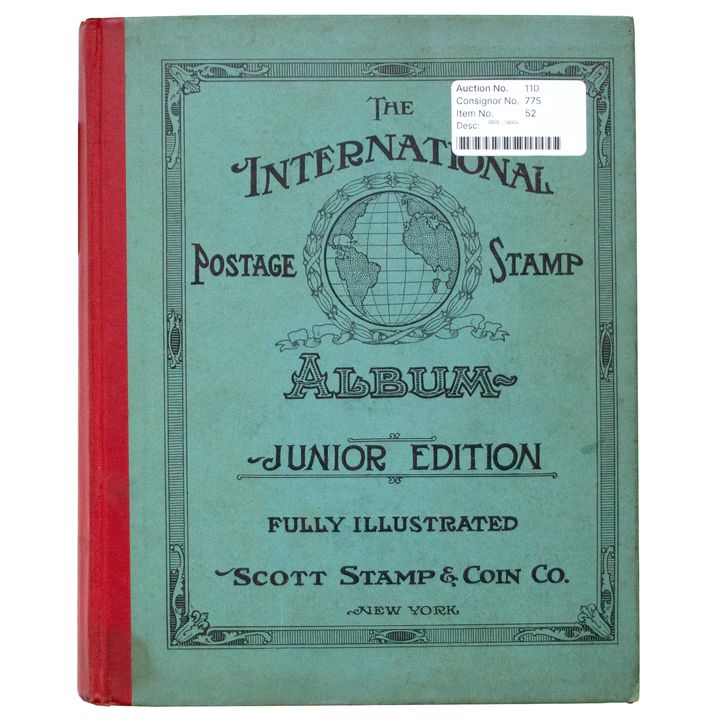 Auction No. 110
Consignor No. 775
Item No. 52
Desc:
THE
INTERNATIONAL
POSTAGE STAMP
ALBUM
JUNIOR EDITION
FULLY ILLUSTRATED
SCOTT STAMP & COIN CO.
NEW YORK